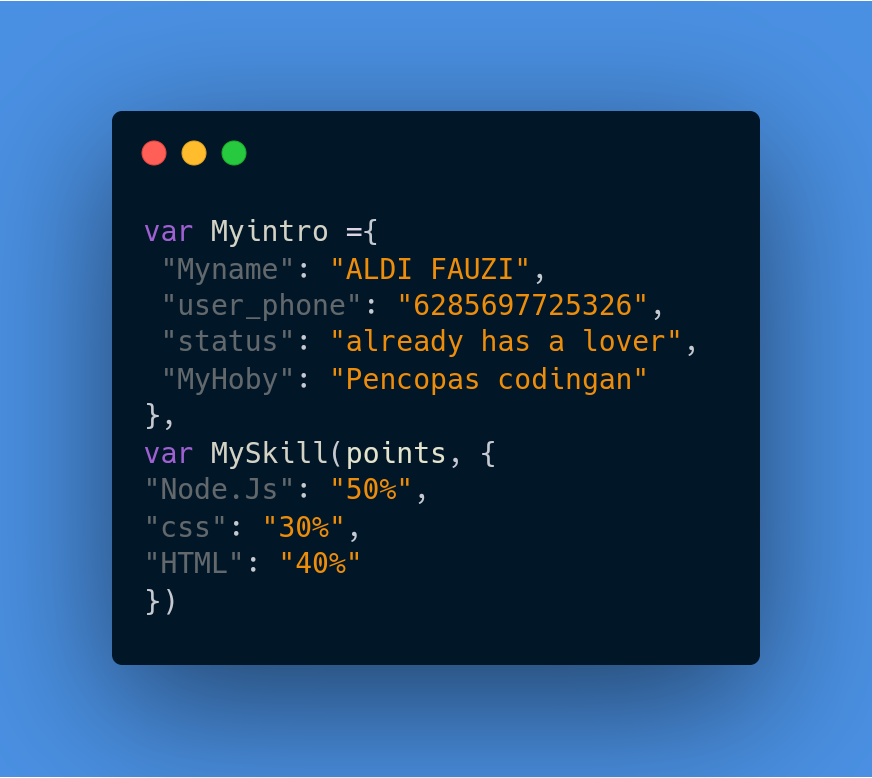 var Myintro ={
 "Myname": "ALDI FAUZI",
 "user_phone": "6285697725326",
 "status": "already has a lover",
 "MyHoby": "Pencopas codingan"
},
var MySkill(points, {
"Node.Js": "50%",
"css": "30%",
"HTML": "40%"
})